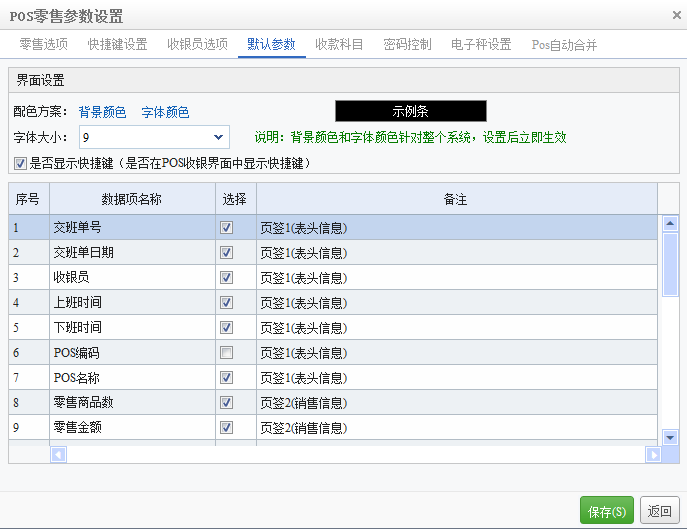 POS零售参数设置
零售选项 快捷键设置 收银员选项 默认参数 收款科目 密码控制 电子秤设置 Pos自动合并
界面设置
配色方案： 背景颜色 字体颜色 示例条
字体大小： 9 说明：背景颜色和字体颜色针对整个系统，设置后立即生效
是否显示快捷键（是否在POS收银界面中显示快捷键）
序号 数据项名称 选择 备注
1 交班单号 页签1(表头信息)
2 交班单日期 页签1(表头信息)
3 收银员 页签1(表头信息)
4 上班时间 页签1(表头信息)
5 下班时间 页签1(表头信息)
6 POS编码 页签1(表头信息)
7 POS名称 页签1(表头信息)
8 零售商品数 页签2(销售信息)
9 零售金额 页签2(销售信息)
保存(S) 返回